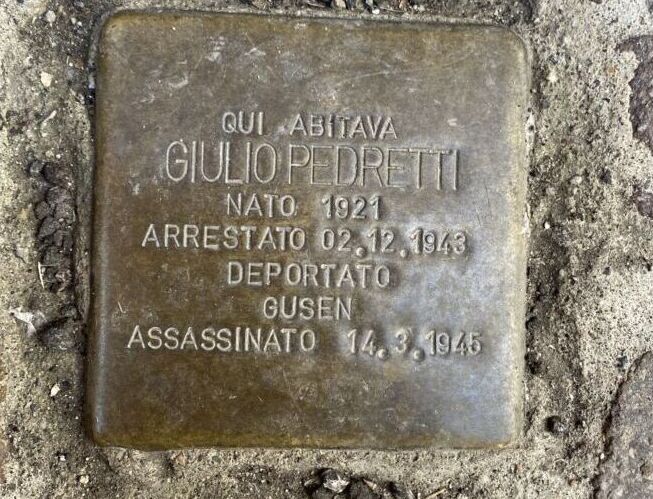 QUI ABITAVA
GIULIO PEDRETTI
NATO 1921
ARRESTATO 02.12.1943
DEPORTATO
GUSEN
ASSASSINATO 14.3.1945